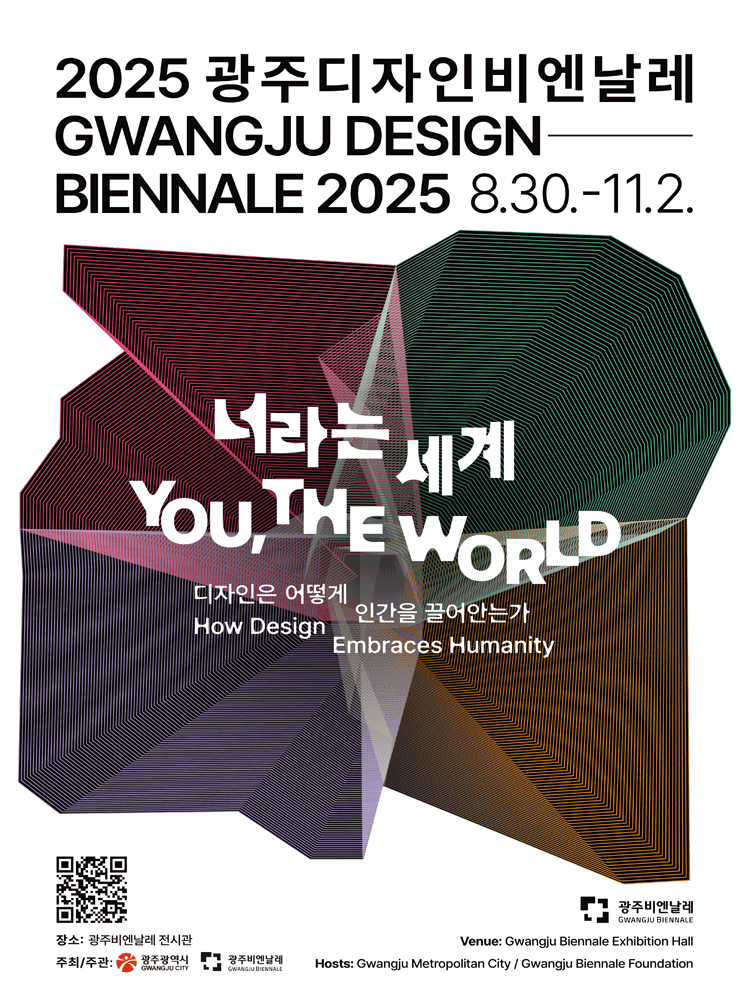 2025 광주디자인비엔날레
GWANGJU DESIGN
BIENNALE 2025 8.30.-11.2.
너라는 세계
YOU, THE WORLD
디자인은 어떻게 인간을 끌어안는가
How Design Embraces Humanity
광주비엔날레
GWANGJU BIENNALE
장소: 광주비엔날레 전시관
Venue: Gwangju Biennale Exhibition Hall
주최/주관: 광주광역시 GWANGJU CITY 광주비엔날레 GWANGJU BIENNALE
Hosts: Gwangju Metropolitan City / Gwangju Biennale Foundation